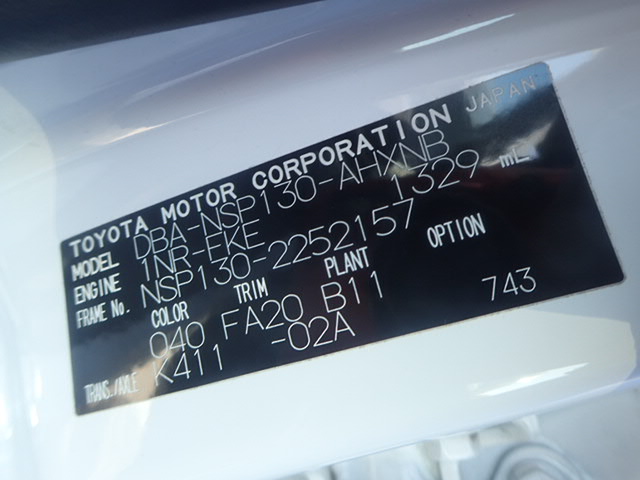 TOYOTA MOTOR CORPORATION JAPAN
MODEL DBA-NSP130-AHXNB
ENGINE 1NR-FKE 1329 mL
FRAME No. NSP130-2252157
COLOR TRIM PLANT OPTION
040 FA20 B11 743
TRANS./AXLE K411 -02A